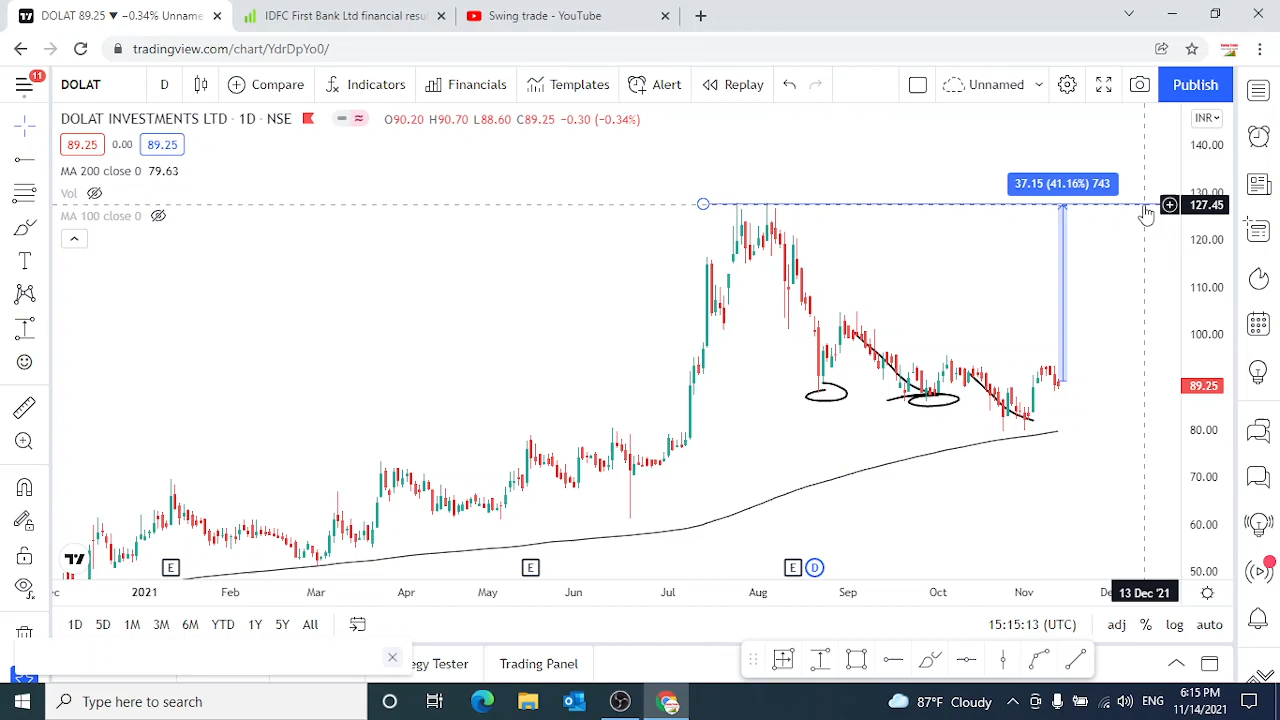 DOLAT 89.25 ▼ −0.34% Unname
IDFC First Bank Ltd financial resul
Swing trade - YouTube
tradingview.com/chart/YdrDpYo0/
11
DOLAT
D
Compare
Indicators
Financials
Templates
Alert
Replay
Unnamed
Publish
DOLAT INVESTMENTS LTD · 1D · NSE
O90.20 H90.70 L88.60 C89.25 −0.30 (−0.34%)
INR
89.25
0.00
89.25
MA 200 close 0 79.63
Vol
MA 100 close 0
37.15 (41.16%) 743
140.00
130.00
127.45
120.00
110.00
100.00
89.25
80.00
70.00
60.00
50.00
E
E
E
D
2021
Feb
Mar
Apr
May
Jun
Jul
Aug
Sep
Oct
Nov
13 Dec '21
1D
5D
1M
3M
6M
YTD
1Y
5Y
All
15:15:13 (UTC)
adj
%
log
auto
egy Tester
Trading Panel
Type here to search
87°F Cloudy
ENG
6:15 PM
11/14/2021